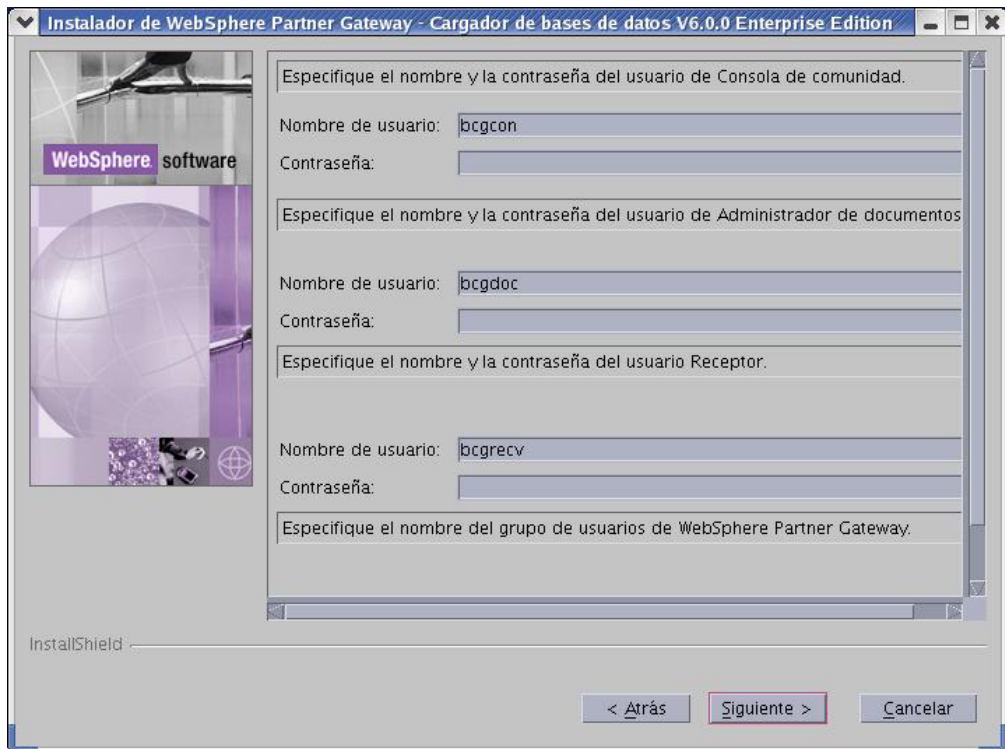 Instalador de WebSphere Partner Gateway - Cargador de bases de datos V6.0.0 Enterprise Edition
WebSphere software
Especifique el nombre y la contraseña del usuario de Consola de comunidad.
Nombre de usuario: bcgcon
Contraseña:
Especifique el nombre y la contraseña del usuario de Administrador de documentos
Nombre de usuario: bcgdoc
Contraseña:
Especifique el nombre y la contraseña del usuario Receptor.
Nombre de usuario: bcgrecv
Contraseña:
Especifique el nombre del grupo de usuarios de WebSphere Partner Gateway.
InstallShield
< Atrás Siguiente > Cancelar